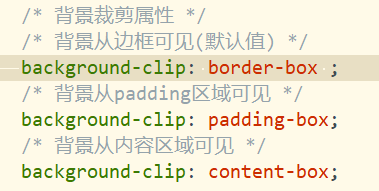 /* 背景裁剪属性 */
/* 背景从边框可见(默认值) */
background-clip: border-box ;
/* 背景从padding区域可见 */
background-clip: padding-box;
/* 背景从内容区域可见 */
background-clip: content-box;